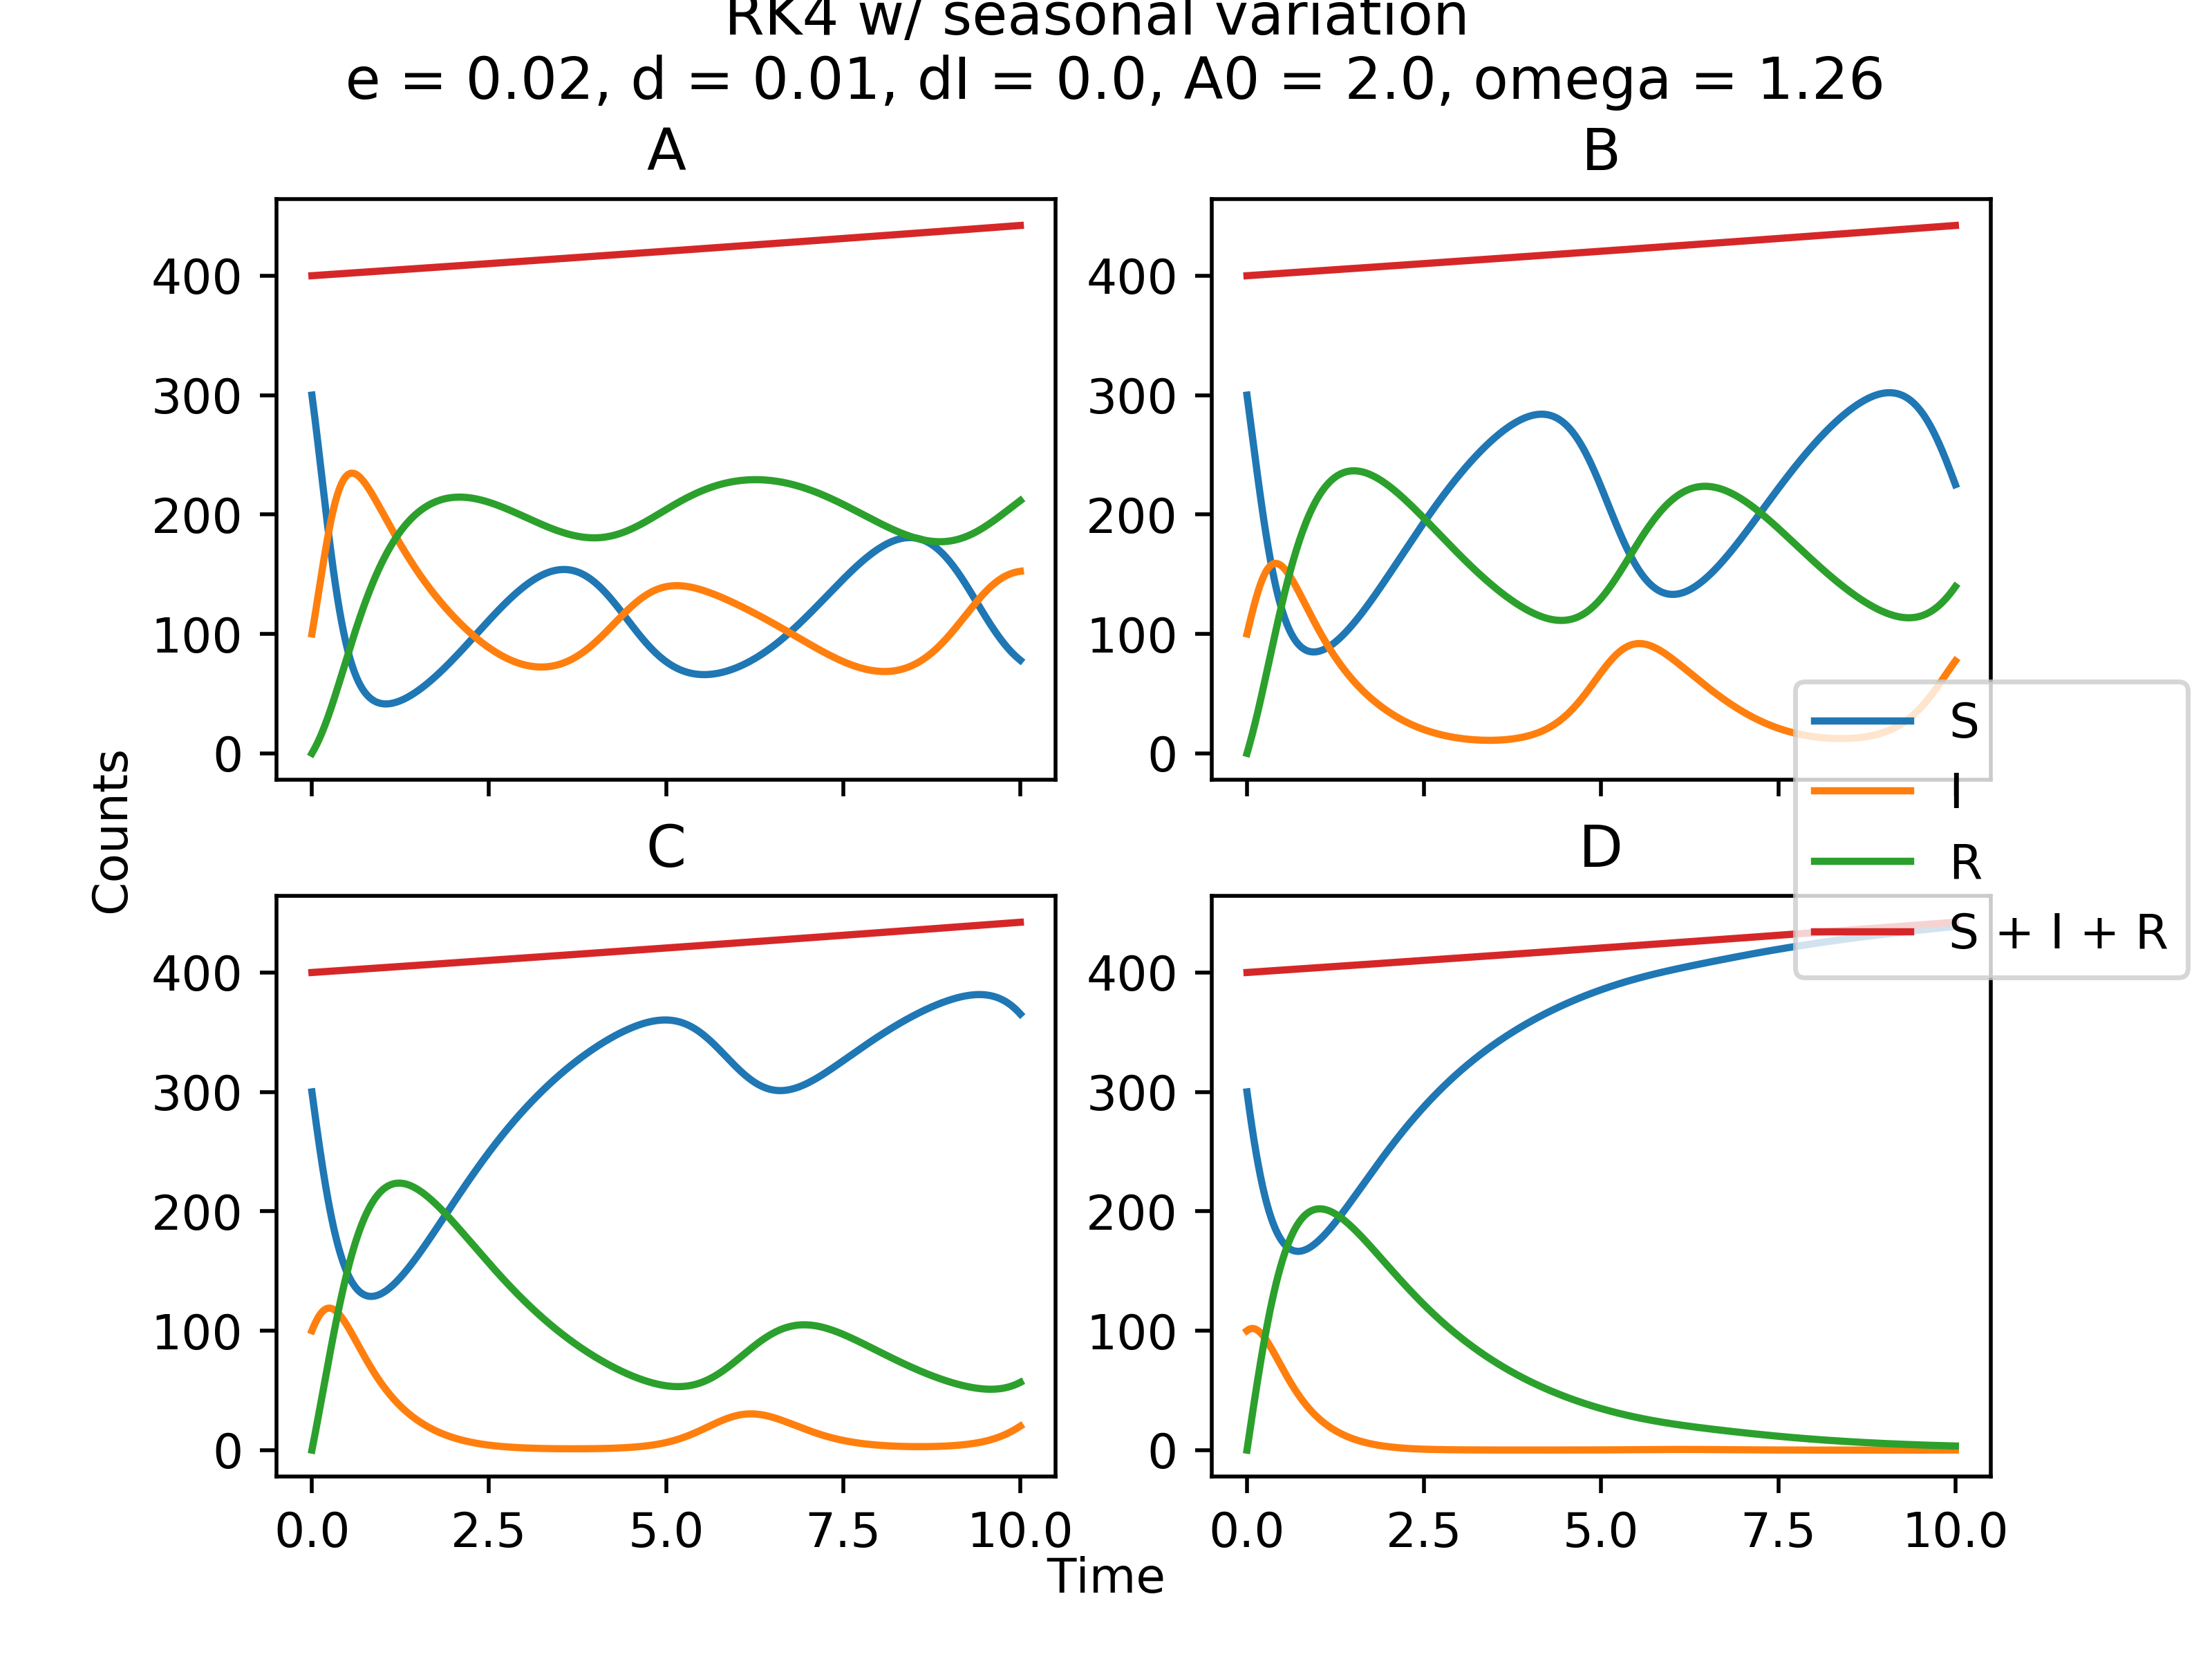 RK4 w/ seasonal variation
e = 0.02, d = 0.01, dI = 0.0, A0 = 2.0, omega = 1.26
A
B
400
300
200
100
0
400
300
200
100
0
Counts
S
I
R
S + I + R
C
D
400
300
200
100
0
400
300
200
100
0
0.0 2.5 5.0 7.5 10.0
0.0 2.5 5.0 7.5 10.0
Time